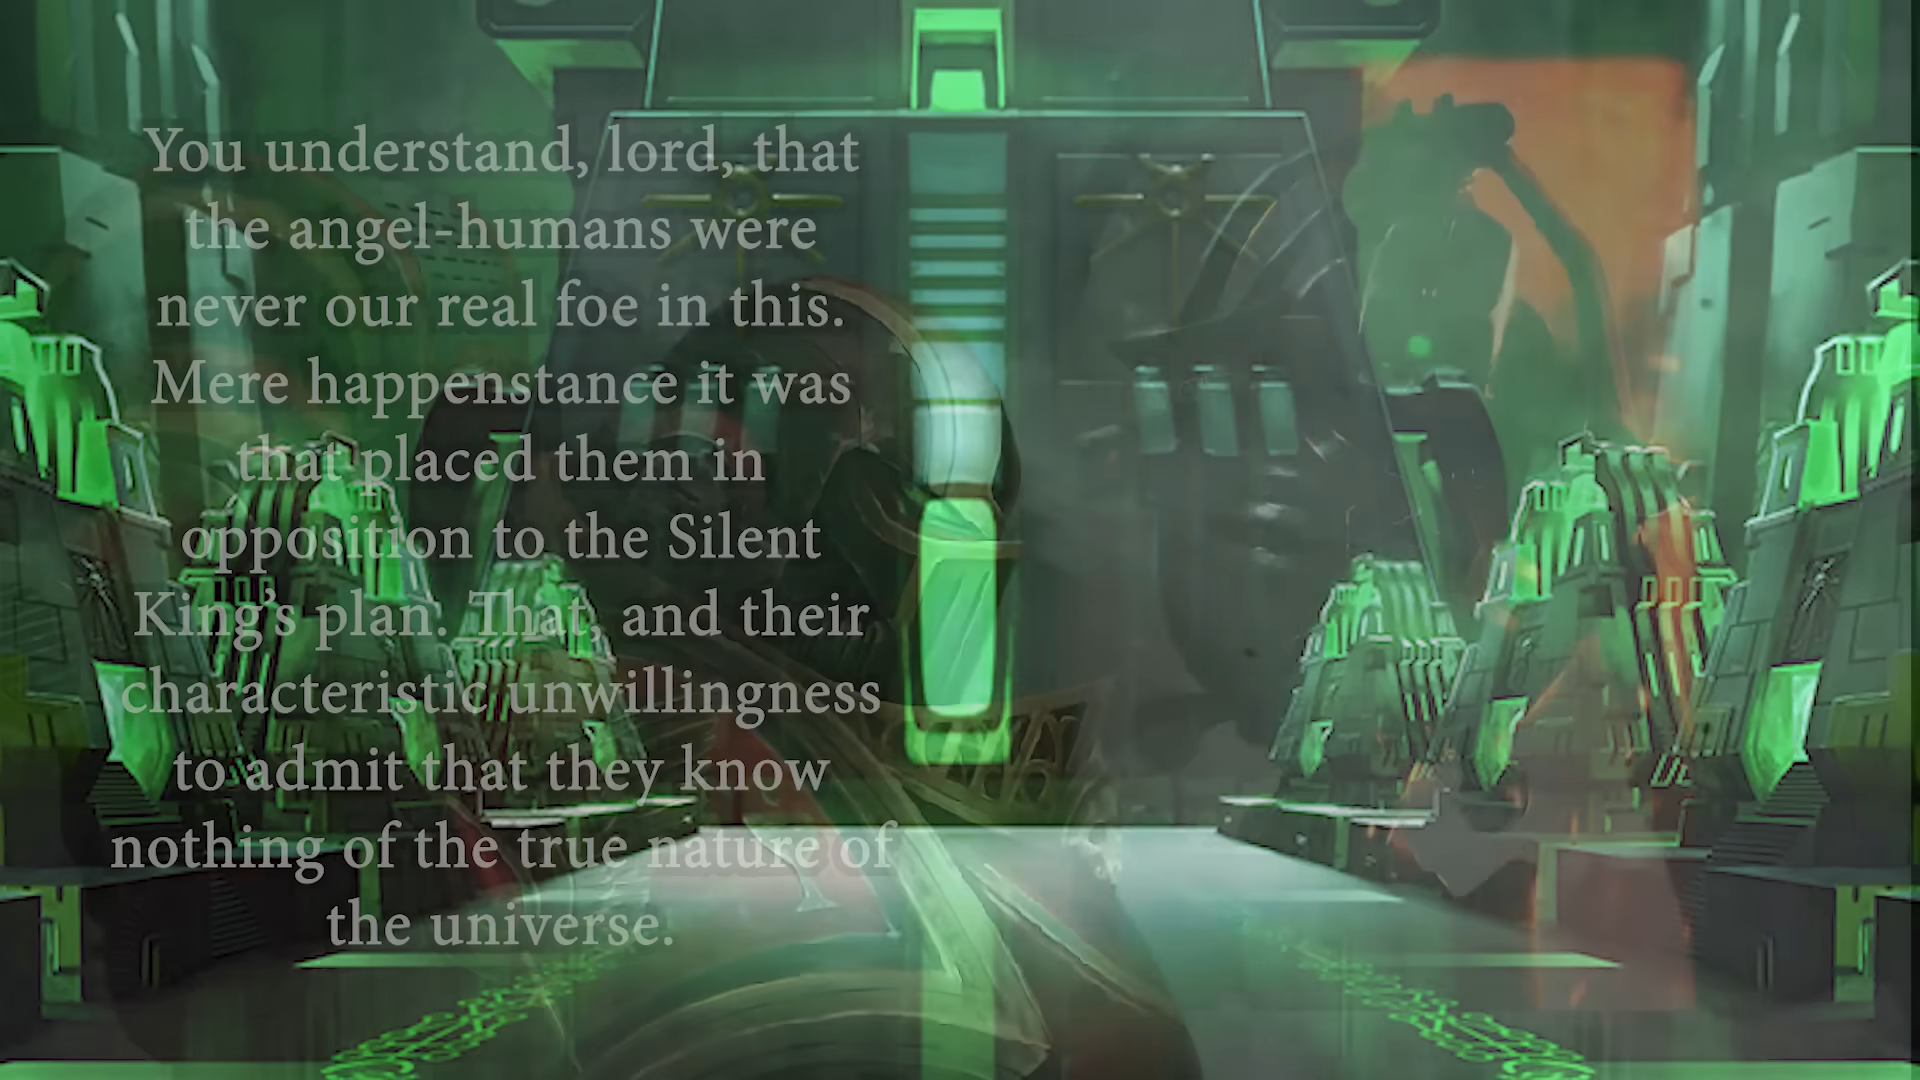 You understand, lord, that
the angel-humans were
never our real foe in this.
Mere happenstance it was
that placed them in
opposition to the Silent
King's plan. That, and their
characteristic unwillingness
to admit that they know
nothing of the true nature of
the universe.